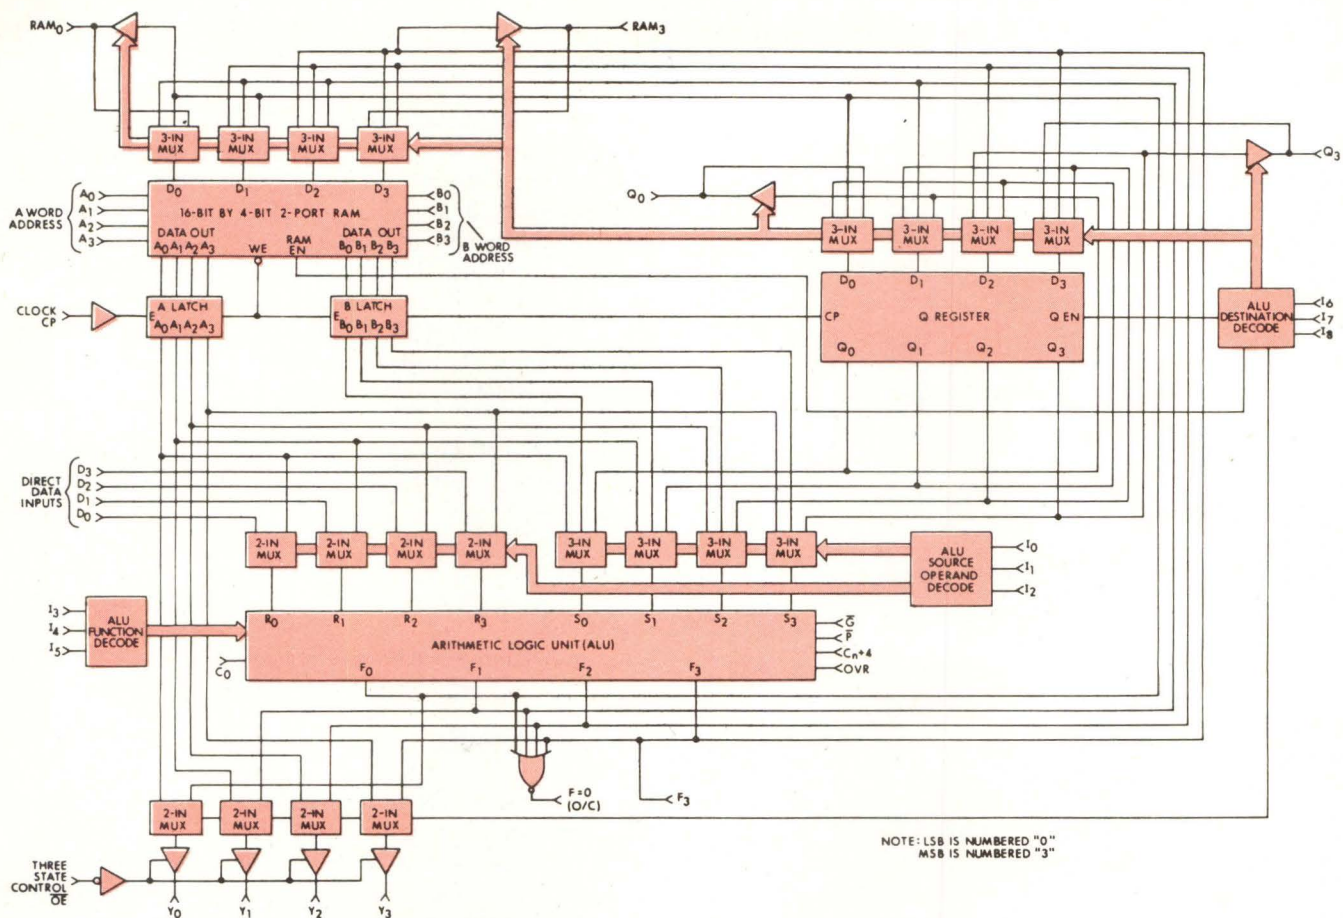 RAM0
RAM3
3-IN MUX
3-IN MUX
3-IN MUX
3-IN MUX
Q3
Q0
D0 D1 D2 D3
A WORD ADDRESS
A0
A1
A2
A3
16-BIT BY 4-BIT 2-PORT RAM
DATA OUT
A0 A1 A2 A3
WE
RAM EN
DATA OUT
B0 B1 B2 B3
B0
B1
B2
B3
B WORD ADDRESS
3-IN MUX
3-IN MUX
3-IN MUX
3-IN MUX
D0 D1 D2 D3
CP
Q REGISTER
Q EN
Q0 Q1 Q2 Q3
ALU DESTINATION DECODE
I6
I7
I8
CLOCK CP
A LATCH
E
A0 A1 A2 A3
B LATCH
E
B0 B1 B2 B3
DIRECT DATA INPUTS
D3
D2
D1
D0
2-IN MUX
2-IN MUX
2-IN MUX
2-IN MUX
3-IN MUX
3-IN MUX
3-IN MUX
3-IN MUX
ALU SOURCE OPERAND DECODE
I0
I1
I2
I3
I4
I5
ALU FUNCTION DECODE
R0 R1 R2 R3 S0 S1 S2 S3
ARITHMETIC LOGIC UNIT (ALU)
C0
F0 F1 F2 F3
G̅
P̅
Cn+4
OVR
F=0
(O/C)
F3
2-IN MUX
2-IN MUX
2-IN MUX
2-IN MUX
THREE STATE CONTROL O̅E̅
Y0 Y1 Y2 Y3
NOTE: LSB IS NUMBERED "0"
MSB IS NUMBERED "3"